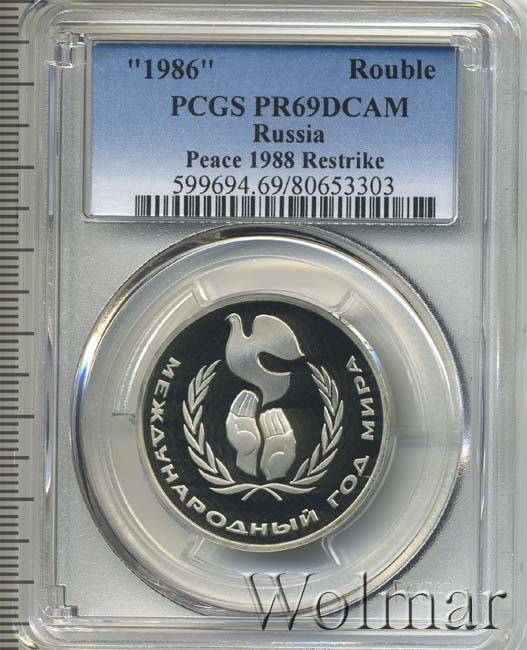 "1986" Rouble
PCGS PR69DCAM
Russia
Peace 1988 Restrike
599694.69/80653303
МЕЖДУНАРОДНЫЙ ГОД МИРА
Wolmar